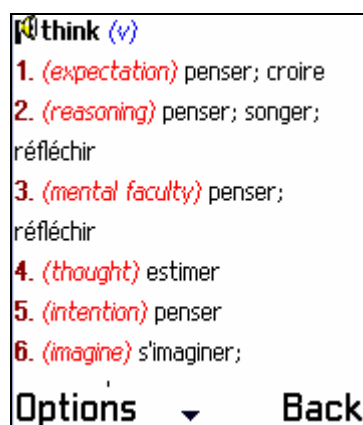 think (v)
1. (expectation) penser; croire
2. (reasoning) penser; songer;
réfléchir
3. (mental faculty) penser;
réfléchir
4. (thought) estimer
5. (intention) penser
6. (imagine) s'imaginer;
Options Back